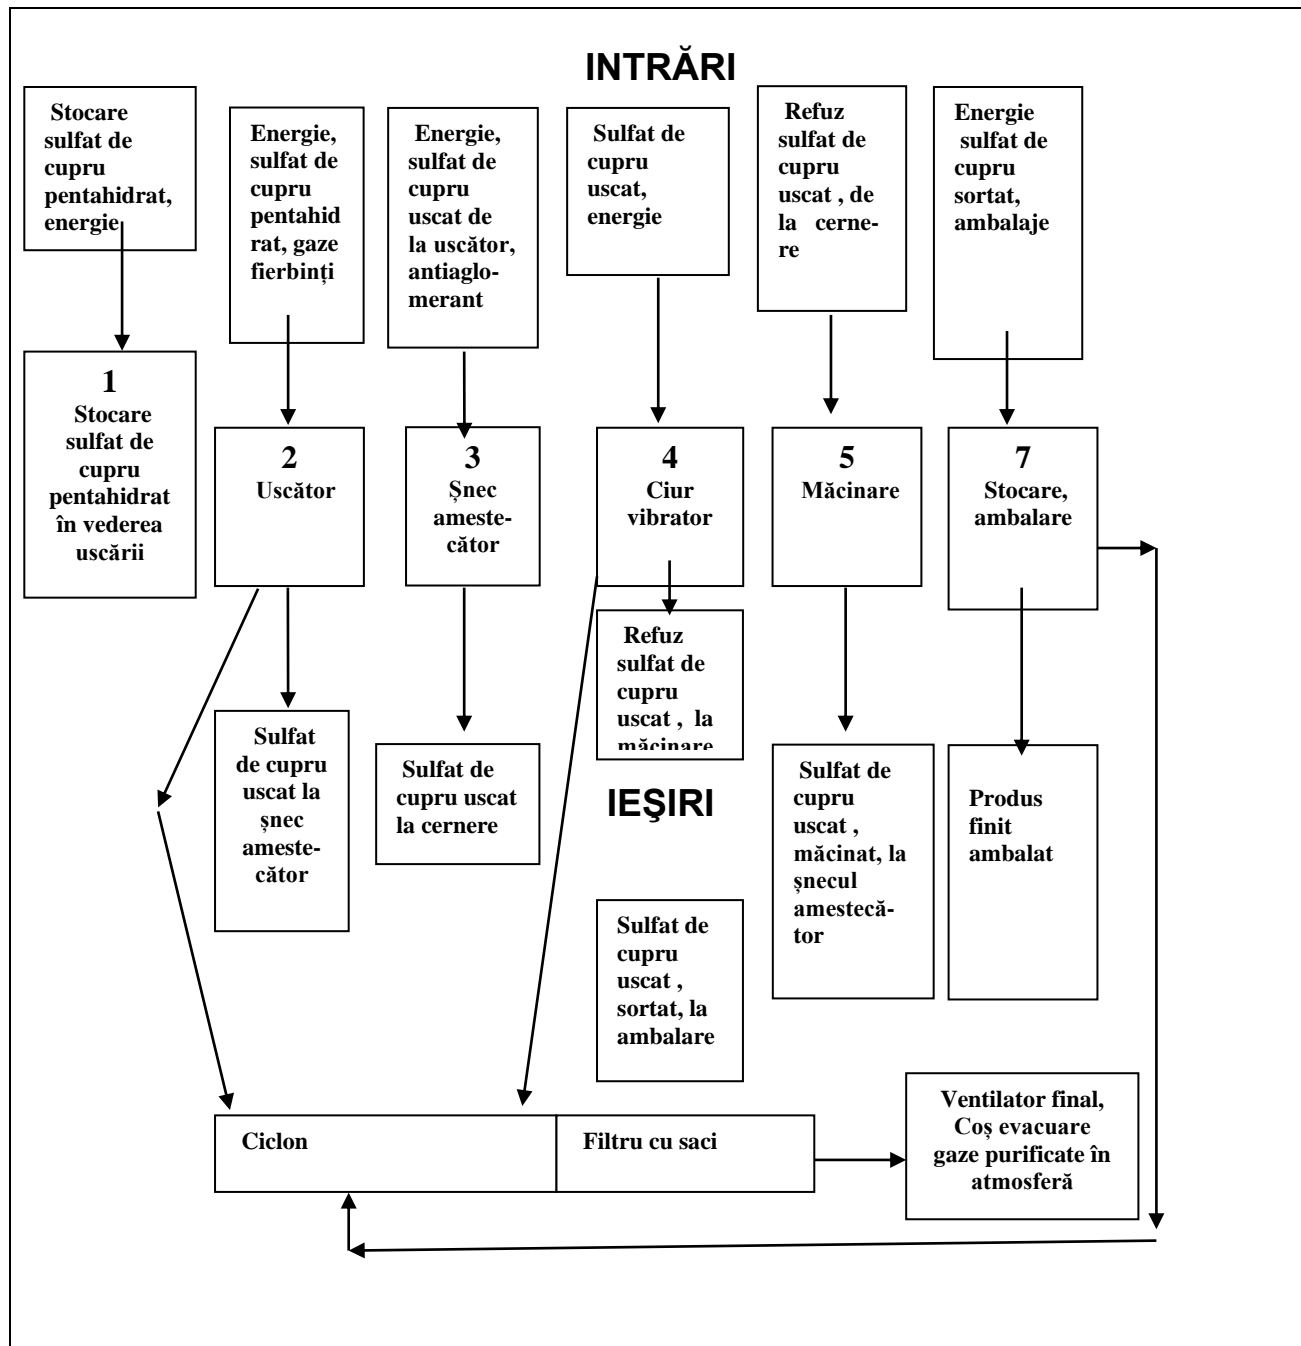 INTRĂRI
Stocare
sulfat de
cupru
pentahidrat,
energie
Energie,
sulfat de
cupru
pentahid
rat, gaze
fierbinți
Energie,
sulfat de
cupru
uscat de
la uscător,
antiaglo-
merant
Sulfat de
cupru
uscat,
energie
Refuz
sulfat de
cupru
uscat , de
la cerne-
re
Energie
sulfat de
cupru
sortat,
ambalaje
1
Stocare
sulfat de
cupru
pentahidrat
în vederea
uscării
2
Uscător
3
Șnec
ameste-
cător
4
Ciur
vibrator
5
Măcinare
7
Stocare,
ambalare
Refuz
sulfat de
cupru
uscat , la
măcinare
Sulfat
de cupru
uscat la
șnec
ameste-
cător
Sulfat de
cupru uscat
la cernere
IEŞIRI
Sulfat de
cupru
uscat ,
sortat, la
ambalare
Sulfat de
cupru
uscat ,
măcinat, la
șnecul
amestecă-
tor
Produs
finit
ambalat
Ciclon
Filtru cu saci
Ventilator final,
Coș evacuare
gaze purificate în
atmosferă